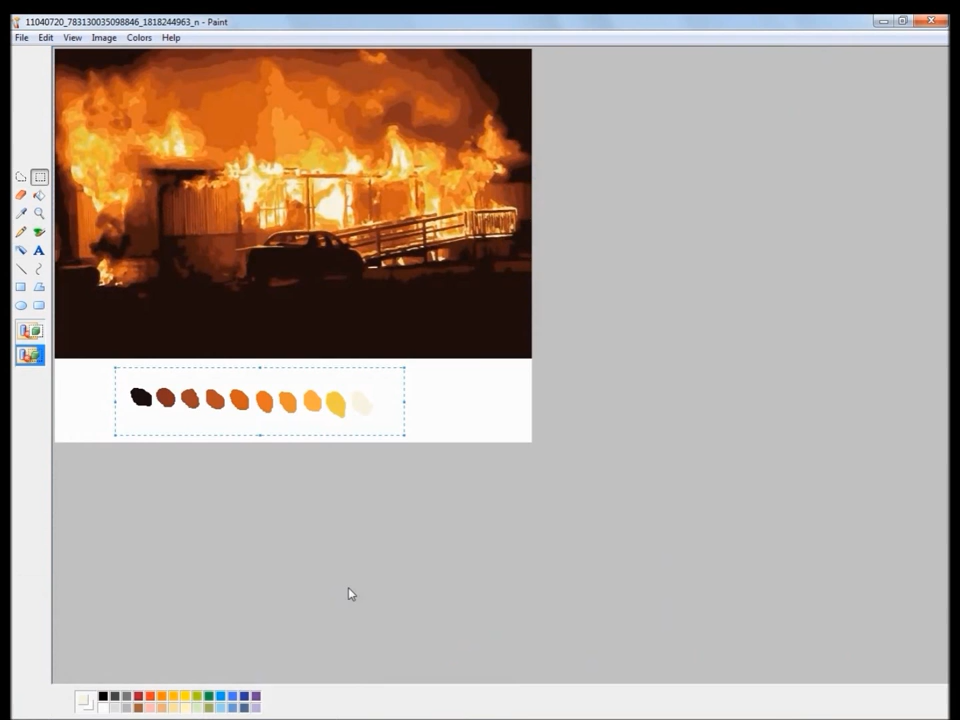 11040720_783130035098846_1818244963_n - Paint
File Edit View Image Colors Help
A